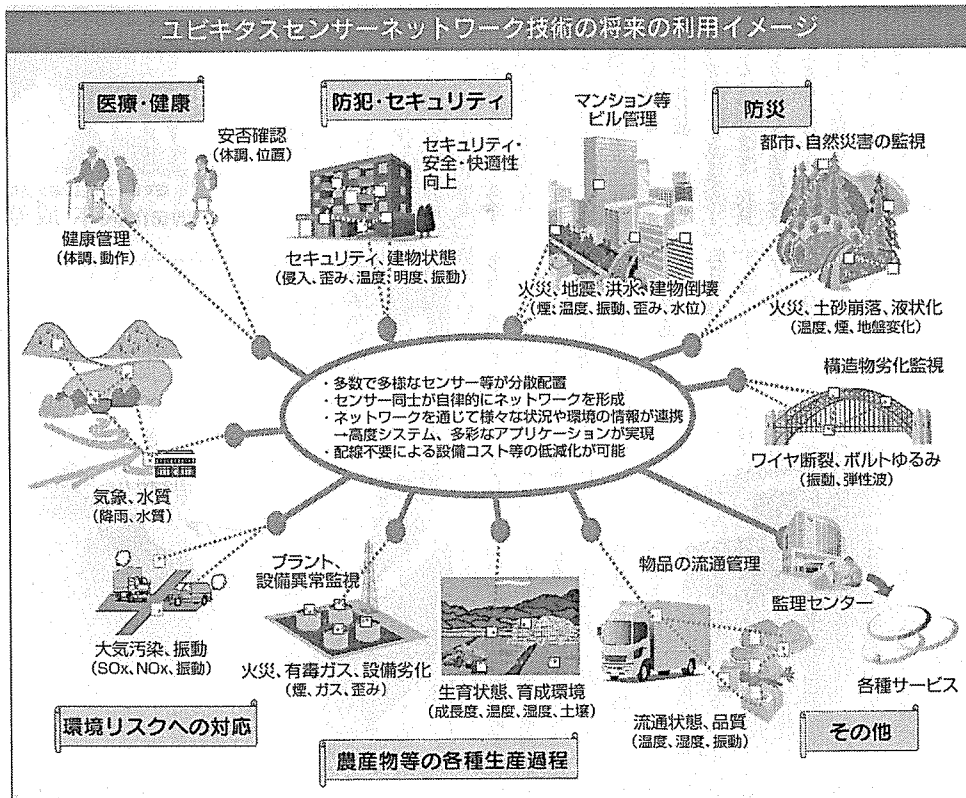 ユビキタスセンサーネットワーク技術の将来の利用イメージ
医療・健康
安否確認
(体調、位置)
健康管理
(体調、動作)
防犯・セキュリティ
セキュリティ・
安全・快適性
向上
セキュリティ、建物状態
(侵入、歪み、温度、明度、振動)
マンション等
ビル管理
火災、地震、洪水、建物倒壊
(煙、温度、振動、歪み、水位)
防災
都市、自然災害の監視
火災、土砂崩落、液状化
(温度、煙、地盤変化)
構造物劣化監視
ワイヤ断裂、ボルトゆるみ
(振動、弾性波)
・多数で多様なセンサー等が分散配置
・センサー同士が自律的にネットワークを形成
・ネットワークを通じて様々な状況や環境の情報が連携
→高度システム、多彩なアプリケーションが実現
・配線不要による設備コスト等の低減化が可能
気象、水質
(降雨、水質)
大気汚染、振動
(SOx、NOx、振動)
環境リスクへの対応
プラント、
設備異常監視
火災、有毒ガス、設備劣化
(煙、ガス、歪み)
生育状態、育成環境
(成長度、温度、湿度、土壌)
農産物等の各種生産過程
物品の流通管理
流通状態、品質
(温度、湿度、振動)
監理センター
各種サービス
その他